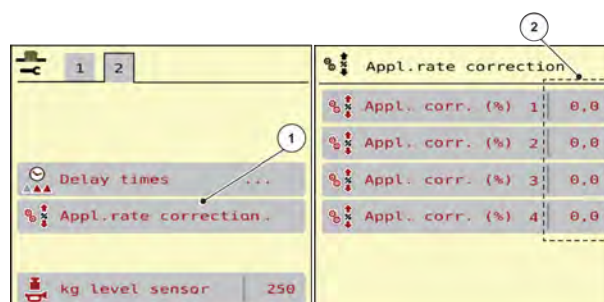 1 2
Delay times ...
1
Appl.rate correction.
kg level sensor 250
2
Appl.rate correction
Appl. corr. (%) 1 0,0
Appl. corr. (%) 2 0,0
Appl. corr. (%) 3 0,0
Appl. corr. (%) 4 0,0